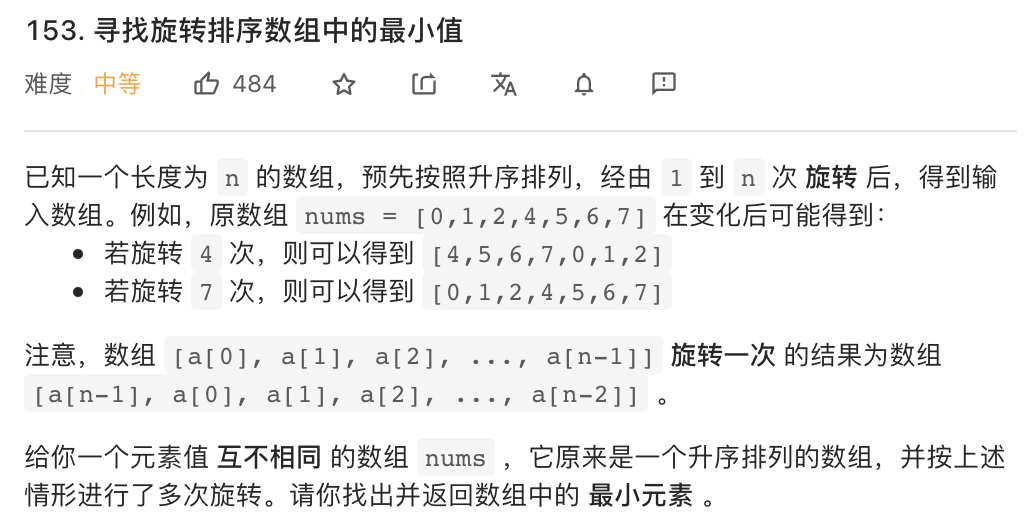 153. 寻找旋转排序数组中的最小值
难度 中等 484
已知一个长度为 n 的数组，预先按照升序排列，经由 1 到 n 次 旋转 后，得到输
入数组。例如，原数组 nums = [0,1,2,4,5,6,7] 在变化后可能得到：
• 若旋转 4 次，则可以得到 [4,5,6,7,0,1,2]
• 若旋转 7 次，则可以得到 [0,1,2,4,5,6,7]
注意，数组 [a[0], a[1], a[2], ..., a[n-1]] 旋转一次 的结果为数组
[a[n-1], a[0], a[1], a[2], ..., a[n-2]] 。
给你一个元素值 互不相同 的数组 nums ，它原来是一个升序排列的数组，并按上述
情形进行了多次旋转。请你找出并返回数组中的 最小元素 。